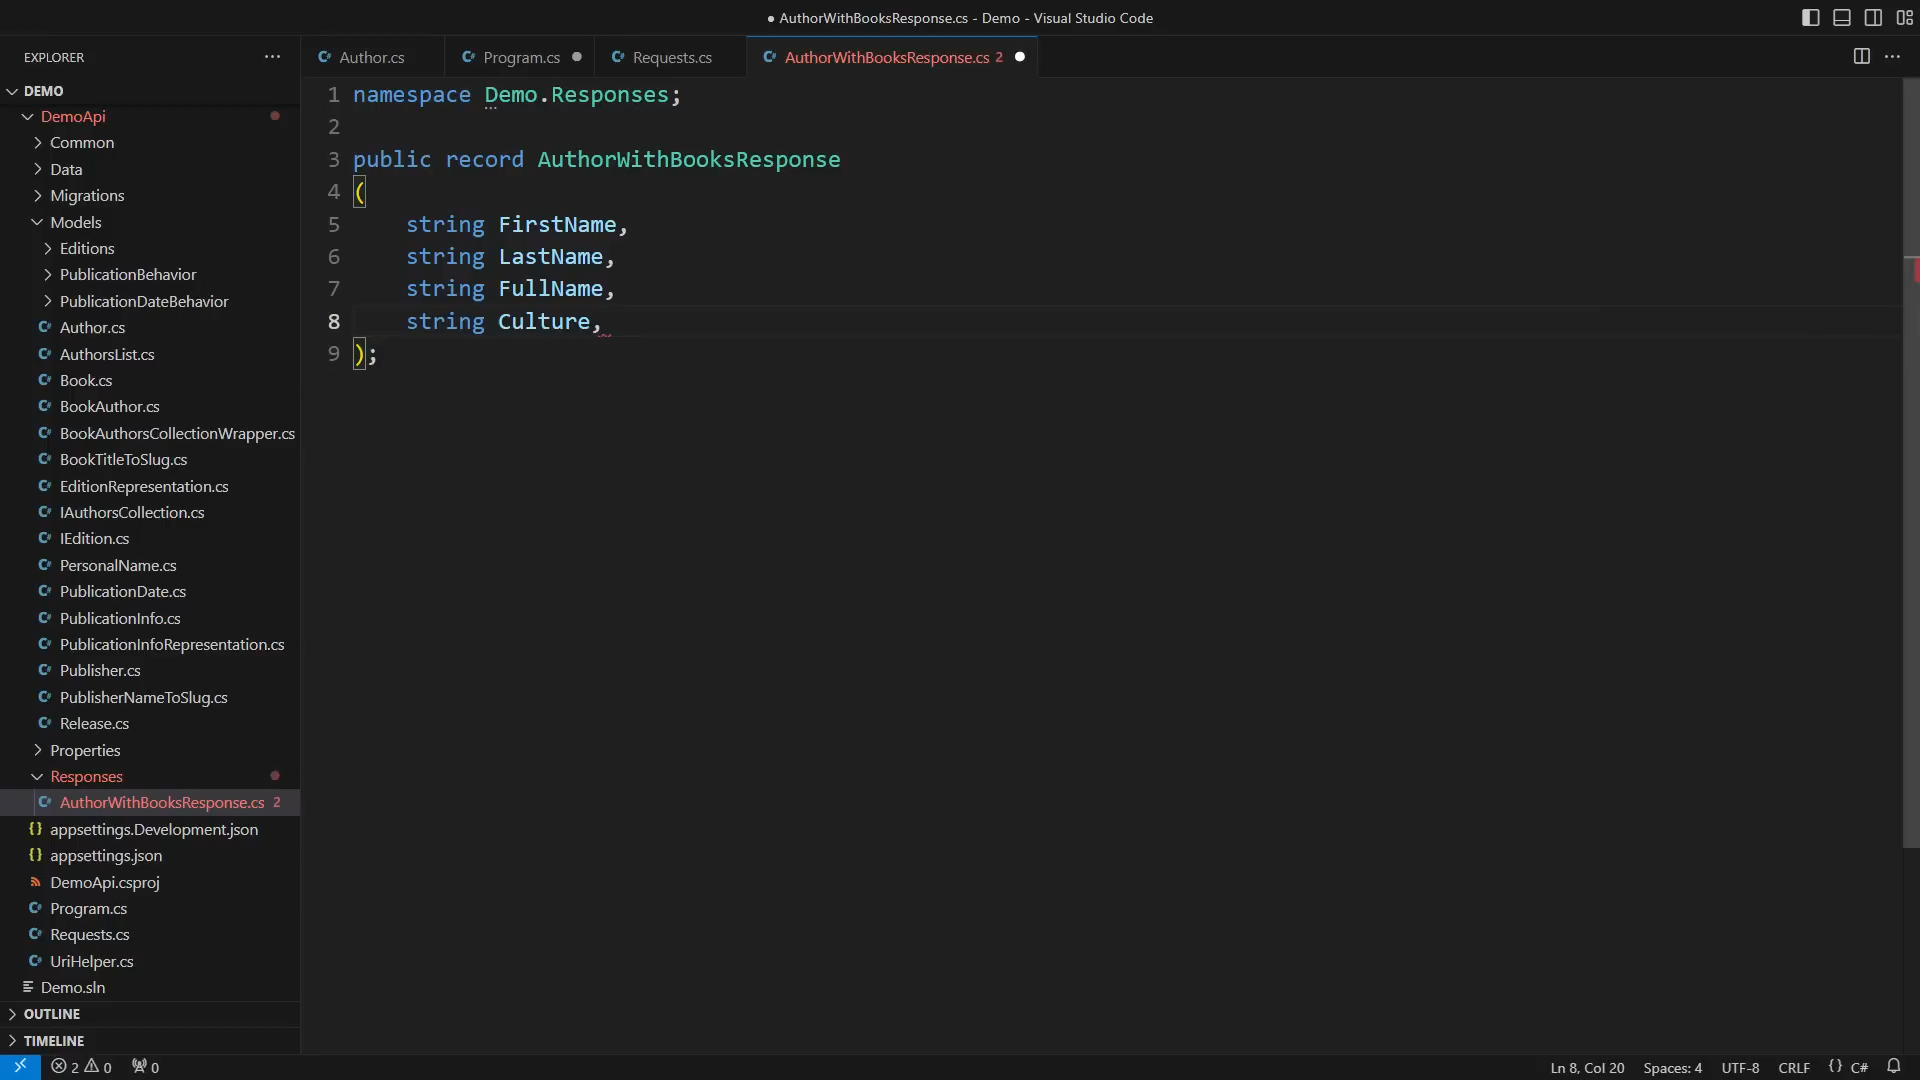 ● AuthorWithBooksResponse.cs - Demo - Visual Studio Code
EXPLORER
Author.cs
Program.cs
Requests.cs
AuthorWithBooksResponse.cs 2
DEMO
DemoApi
Common
Data
Migrations
Models
Editions
PublicationBehavior
PublicationDateBehavior
Author.cs
AuthorsList.cs
Book.cs
BookAuthor.cs
BookAuthorsCollectionWrapper.cs
BookTitleToSlug.cs
EditionRepresentation.cs
IAuthorsCollection.cs
IEdition.cs
PersonalName.cs
PublicationDate.cs
PublicationInfo.cs
PublicationInfoRepresentation.cs
Publisher.cs
PublisherNameToSlug.cs
Release.cs
Properties
Responses
AuthorWithBooksResponse.cs 2
appsettings.Development.json
appsettings.json
DemoApi.csproj
Program.cs
Requests.cs
UriHelper.cs
Demo.sln
OUTLINE
TIMELINE
1 namespace Demo.Responses;
2
3 public record AuthorWithBooksResponse
4 (
5 string FirstName,
6 string LastName,
7 string FullName,
8 string Culture,
9 );
2 0 0
Ln 8, Col 20 Spaces: 4 UTF-8 CRLF {} C#